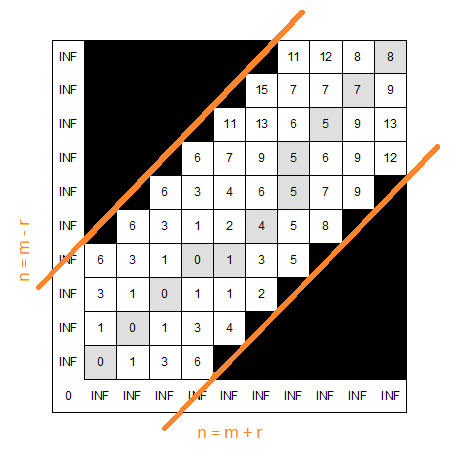 INF 11 12 8 8
INF 15 7 7 7 9
INF 11 13 6 5 9 13
INF 6 7 9 5 6 9 12
INF 6 3 4 6 5 7 9
INF 6 3 1 2 4 5 8
INF 6 3 1 0 1 3 5
INF 3 1 0 1 1 2
INF 1 0 1 3 4
INF 0 1 3 6
0 INF INF INF INF INF INF INF INF INF INF
n = m - r
n = m + r